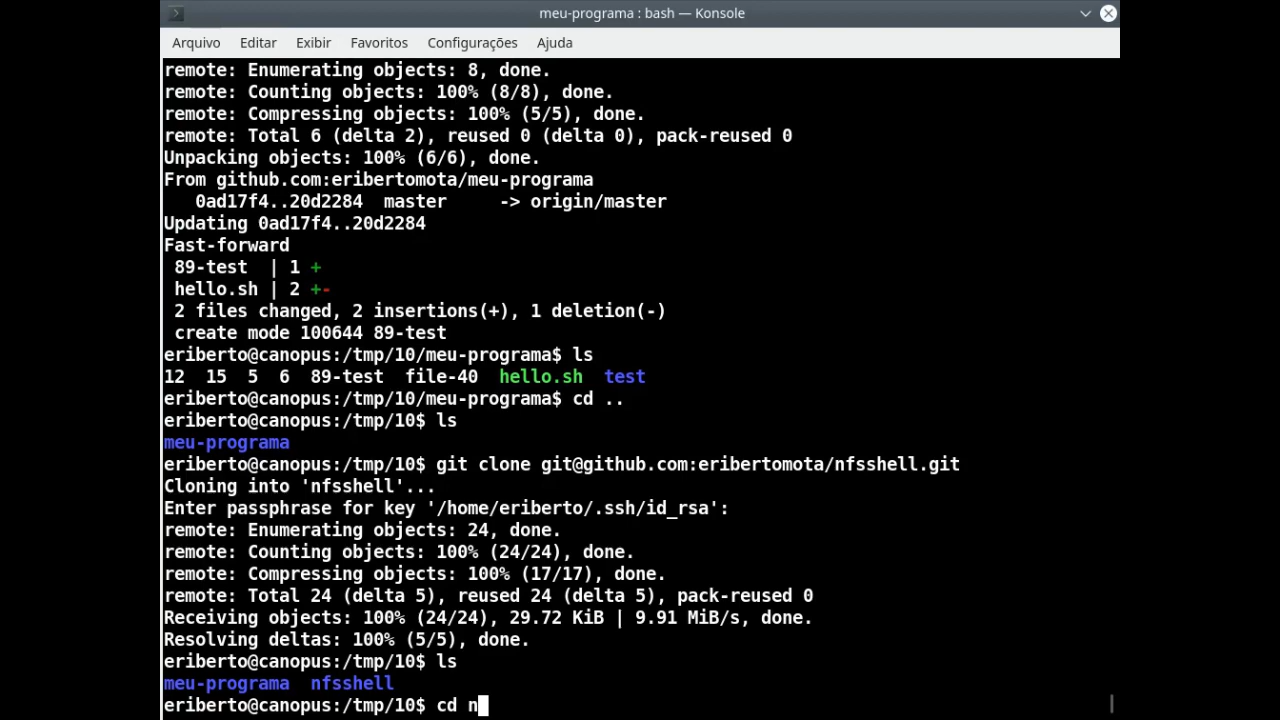 meu-programa : bash — Konsole
Arquivo Editar Exibir Favoritos Configurações Ajuda
remote: Enumerating objects: 8, done.
remote: Counting objects: 100% (8/8), done.
remote: Compressing objects: 100% (5/5), done.
remote: Total 6 (delta 2), reused 0 (delta 0), pack-reused 0
Unpacking objects: 100% (6/6), done.
From github.com:eribertomota/meu-programa
   0ad17f4..20d2284  master     -> origin/master
Updating 0ad17f4..20d2284
Fast-forward
 89-test  | 1 +
 hello.sh | 2 +-
 2 files changed, 2 insertions(+), 1 deletion(-)
 create mode 100644 89-test
eriberto@canopus:/tmp/10/meu-programa$ ls
12  15  5  6  89-test  file-40  hello.sh  test
eriberto@canopus:/tmp/10/meu-programa$ cd ..
eriberto@canopus:/tmp/10$ ls
meu-programa
eriberto@canopus:/tmp/10$ git clone git@github.com:eribertomota/nfsshell.git
Cloning into 'nfsshell'...
Enter passphrase for key '/home/eriberto/.ssh/id_rsa':
remote: Enumerating objects: 24, done.
remote: Counting objects: 100% (24/24), done.
remote: Compressing objects: 100% (17/17), done.
remote: Total 24 (delta 5), reused 24 (delta 5), pack-reused 0
Receiving objects: 100% (24/24), 29.72 KiB | 9.91 MiB/s, done.
Resolving deltas: 100% (5/5), done.
eriberto@canopus:/tmp/10$ ls
meu-programa  nfsshell
eriberto@canopus:/tmp/10$ cd n